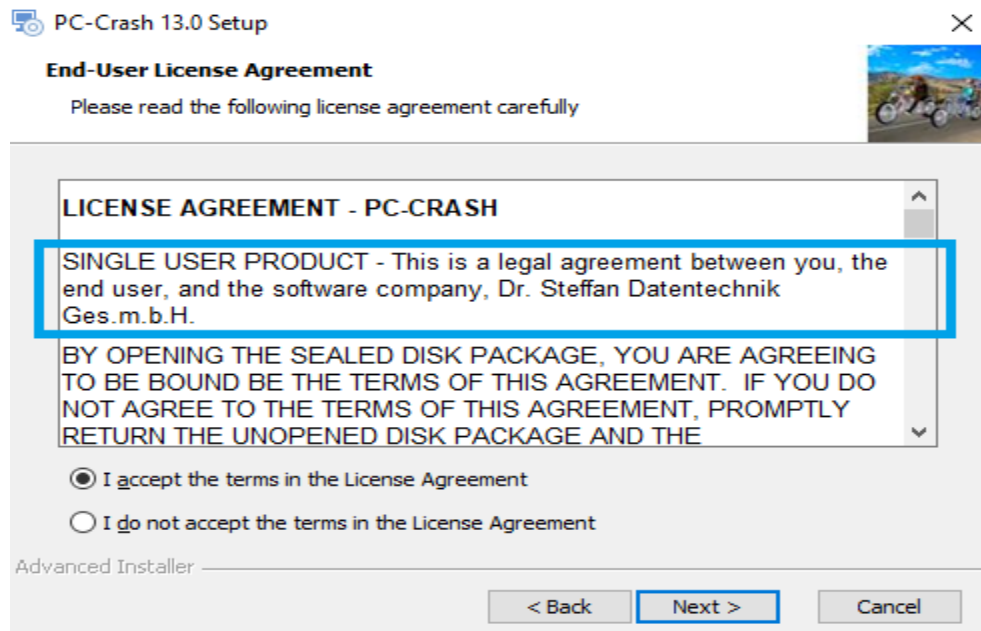 PC-Crash 13.0 Setup
End-User License Agreement
Please read the following license agreement carefully
LICENSE AGREEMENT - PC-CRASH
SINGLE USER PRODUCT - This is a legal agreement between you, the
end user, and the software company, Dr. Steffan Datentechnik
Ges.m.b.H.
BY OPENING THE SEALED DISK PACKAGE, YOU ARE AGREEING
TO BE BOUND BE THE TERMS OF THIS AGREEMENT.  IF YOU DO
NOT AGREE TO THE TERMS OF THIS AGREEMENT, PROMPTLY
RETURN THE UNOPENED DISK PACKAGE AND THE
I accept the terms in the License Agreement
I do not accept the terms in the License Agreement
Advanced Installer
< Back
Next >
Cancel